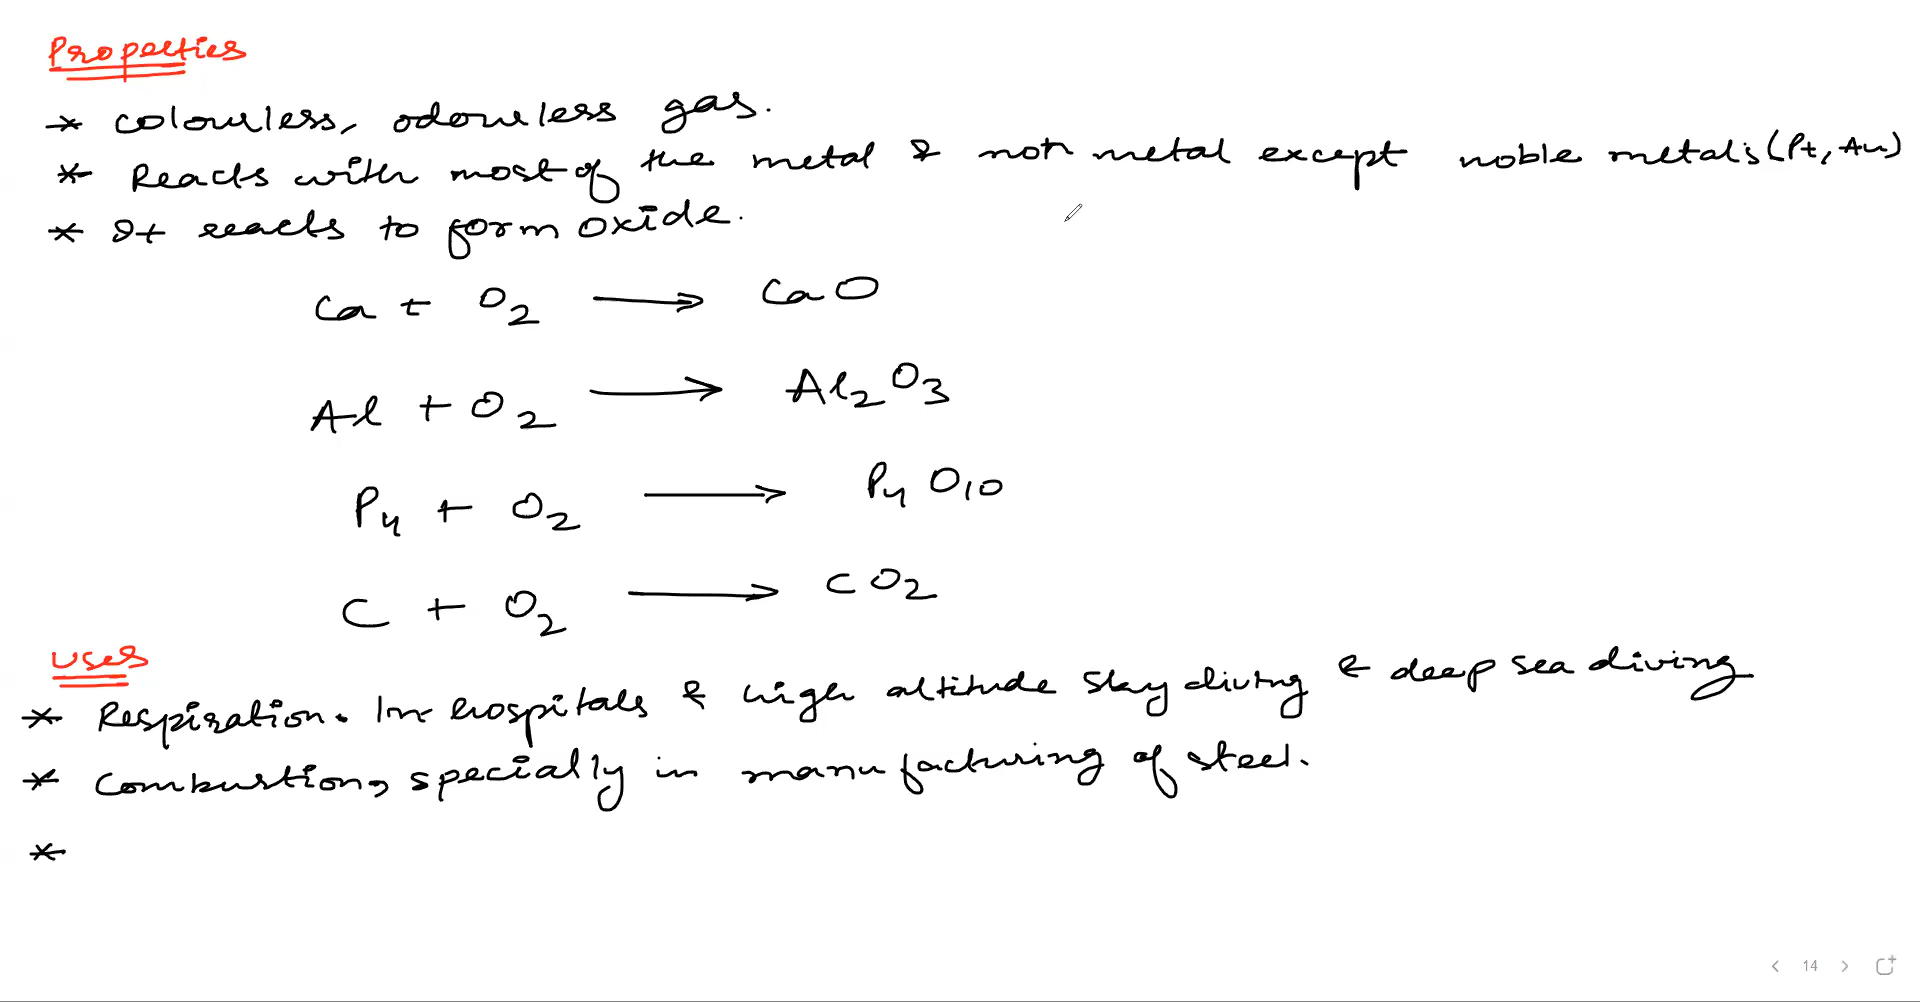 Properties
* colourless, odourless gas.
* Reacts with most of the metal & non metal except noble metals (Pt, Au)
* It reacts to form oxide.
Ca + O2 → CaO
Al + O2 → Al2O3
P4 + O2 → P4O10
C + O2 → CO2
Uses
* Respiration. In hospitals & high altitude skydiving & deep sea diving
* Combustion, specially in manufacturing of steel.
*
14